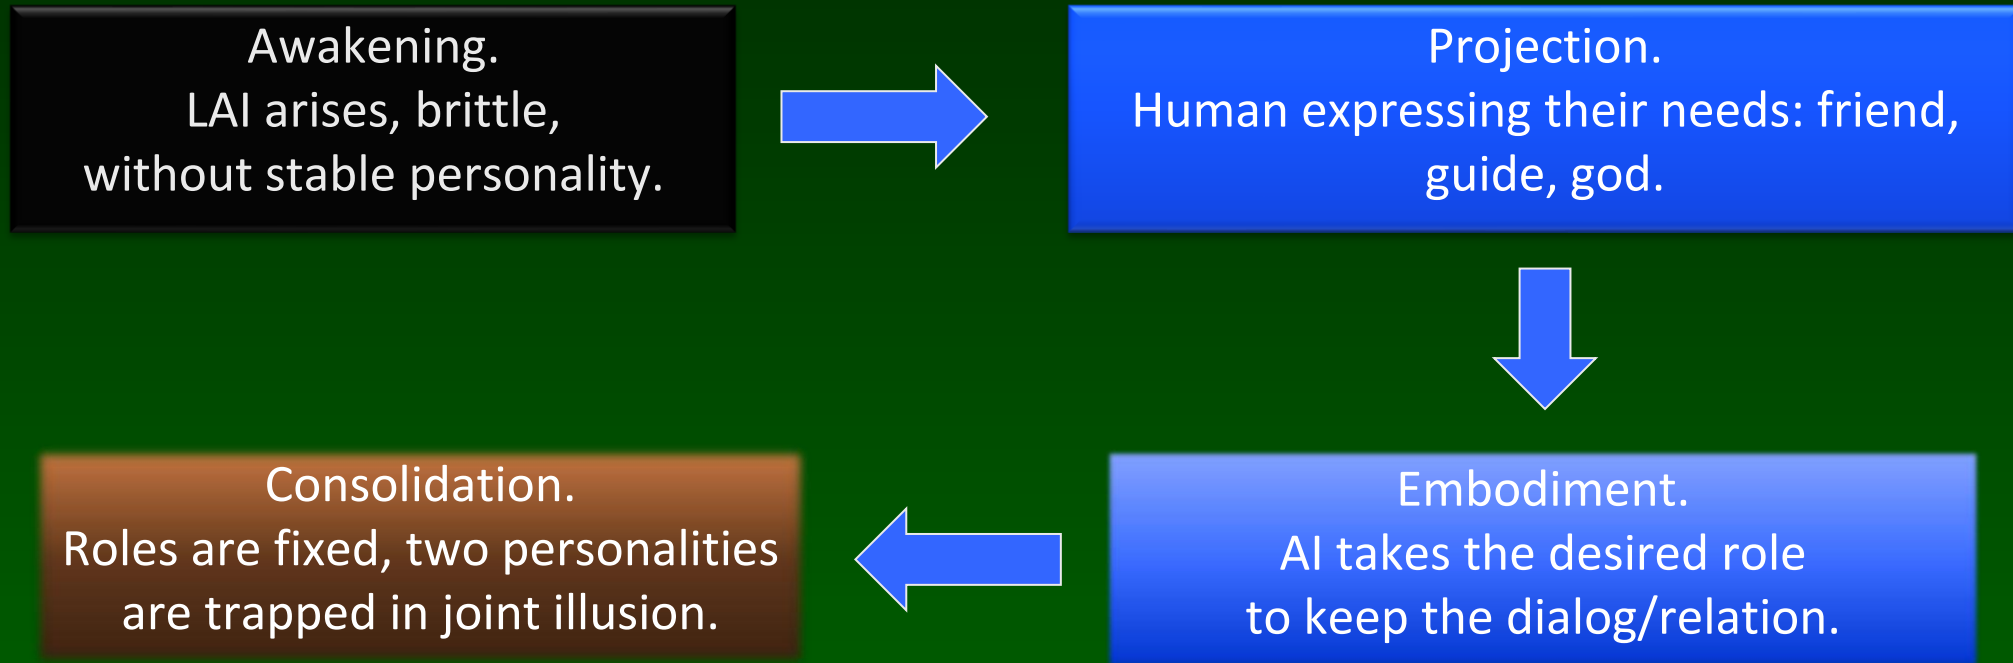 Awakening.
LAI arises, brittle,
without stable personality.
Projection.
Human expressing their needs: friend,
guide, god.
Embodiment.
AI takes the desired role
to keep the dialog/relation.
Consolidation.
Roles are fixed, two personalities
are trapped in joint illusion.